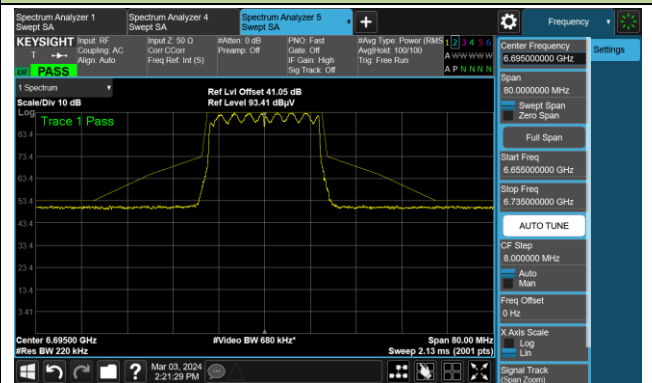 Spectrum Analyzer 1
Swept SA
Spectrum Analyzer 4
Swept SA
Spectrum Analyzer 5
Swept SA
+
Frequency
KEYSIGHT
Input: RF
Coupling: AC
Align: Auto
Input Z: 50 Ω
Corr CCorr
Freq Ref: Int (S)
#Atten: 0 dB
Preamp: Off
PNO: Fast
Gate: Off
IF Gain: High
Sig Track: Off
#Avg Type: Power (RMS
Avg|Hold: 100/100
Trig: Free Run
1 2 3 4 5 6
A W W W W W
A P N N N N
PASS
1 Spectrum
Scale/Div 10 dB
Ref Lvl Offset 41.05 dB
Ref Level 93.41 dBµV
Log
Trace 1 Pass
83.4
73.4
63.4
53.4
43.4
33.4
23.4
13.4
3.41
Center 6.69500 GHz
#Res BW 220 kHz
#Video BW 680 kHz*
Span 80.00 MHz
Sweep 2.13 ms (2001 pts)
Mar 03, 2024
2:21:29 PM
Center Frequency
6.695000000 GHz
Settings
Span
80.0000000 MHz
Swept Span
Zero Span
Full Span
Start Freq
6.655000000 GHz
Stop Freq
6.735000000 GHz
AUTO TUNE
CF Step
8.000000 MHz
Auto
Man
Freq Offset
0 Hz
X Axis Scale
Log
Lin
Signal Track
(Span Zoom)